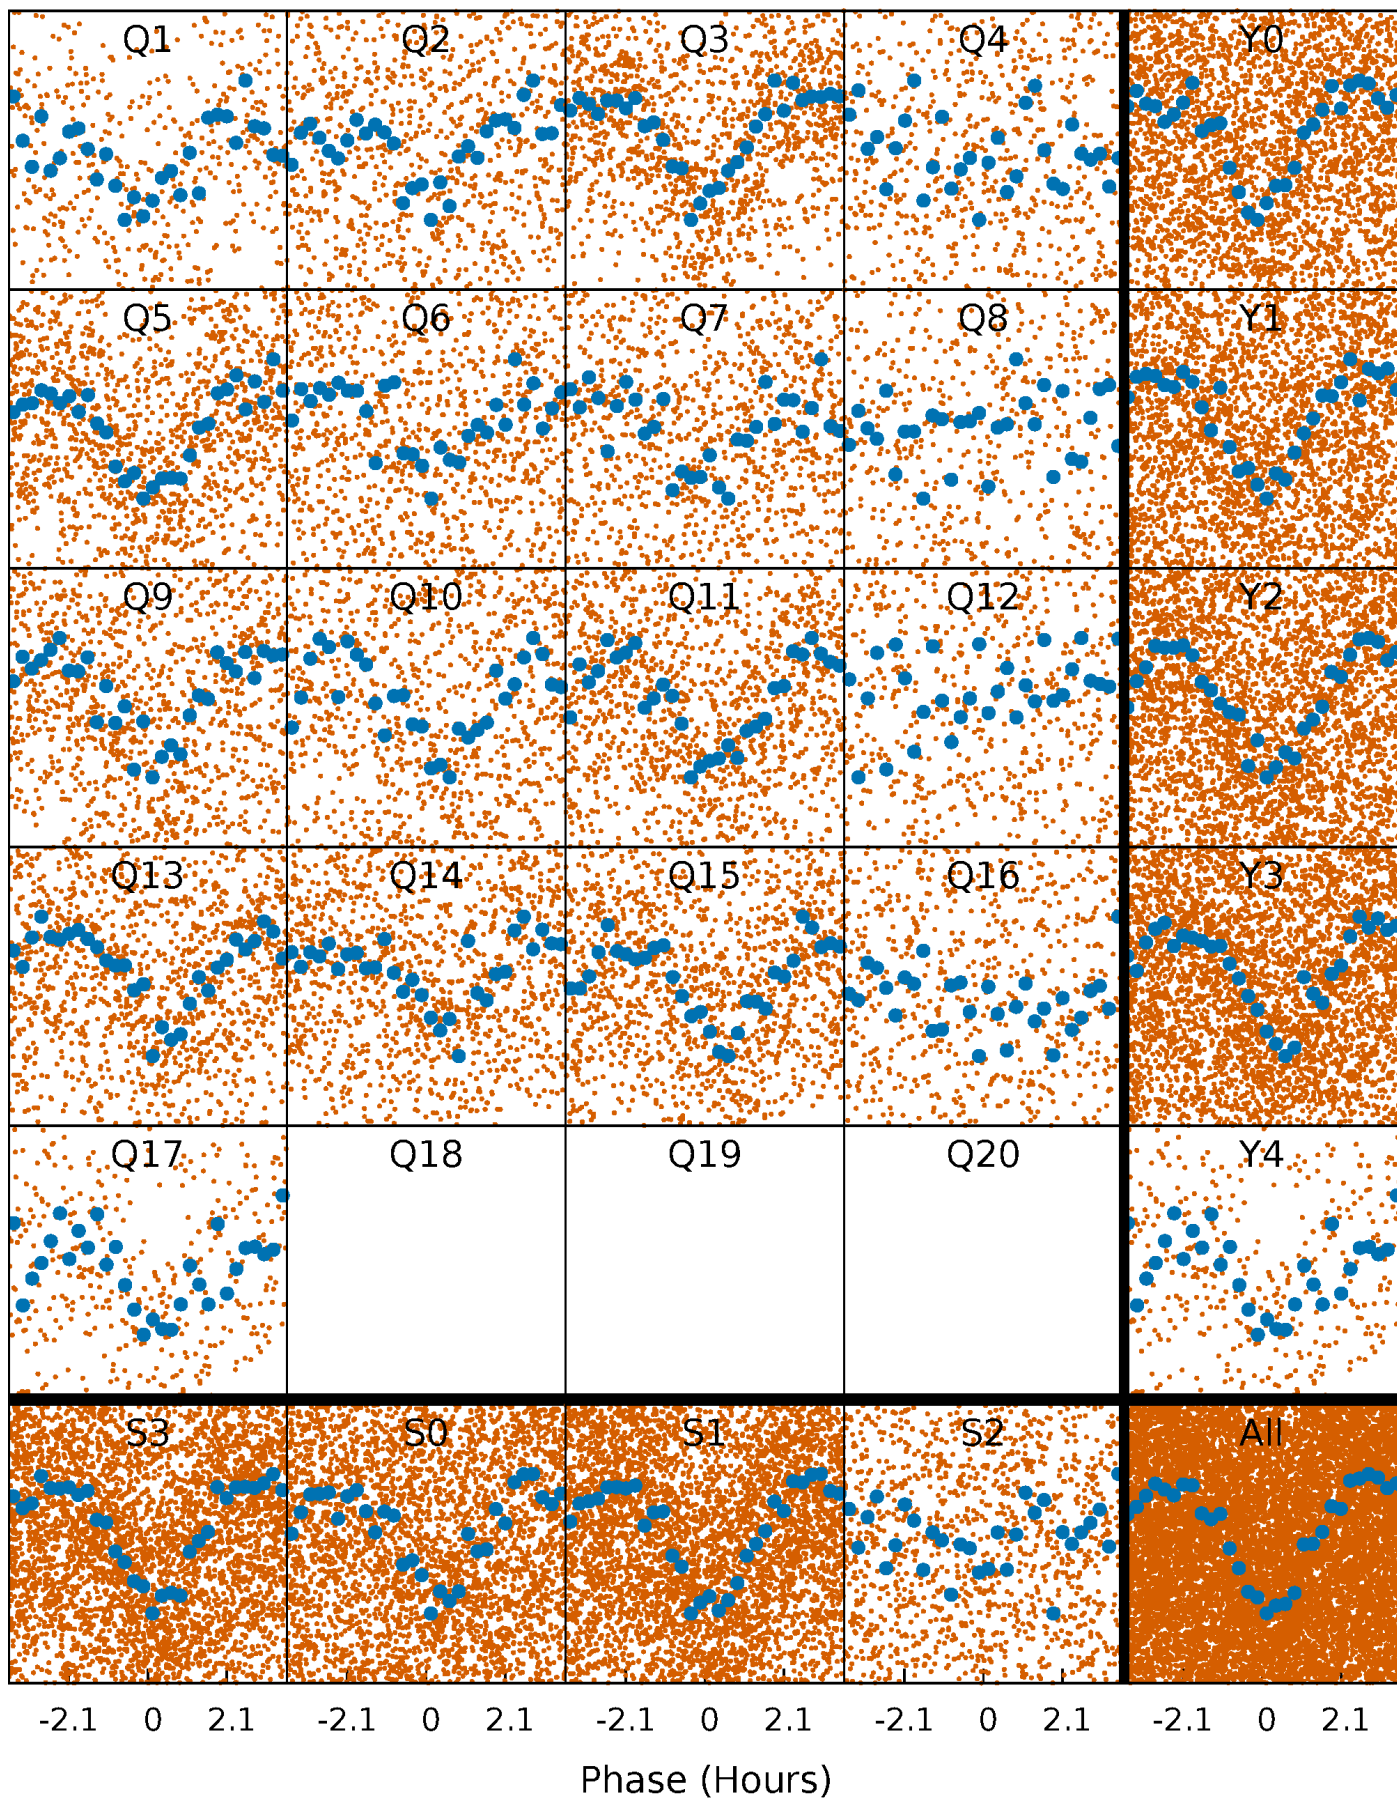 Q1 Q2 Q3 Q4 Y0
Q5 Q6 Q7 Q8 Y1
Q9 Q10 Q11 Q12 Y2
Q13 Q14 Q15 Q16 Y3
Q17 Q18 Q19 Q20 Y4
S3 S0 S1 S2 All
-2.1 0 2.1 -2.1 0 2.1 -2.1 0 2.1 -2.1 0 2.1 -2.1 0 2.1
Phase (Hours)